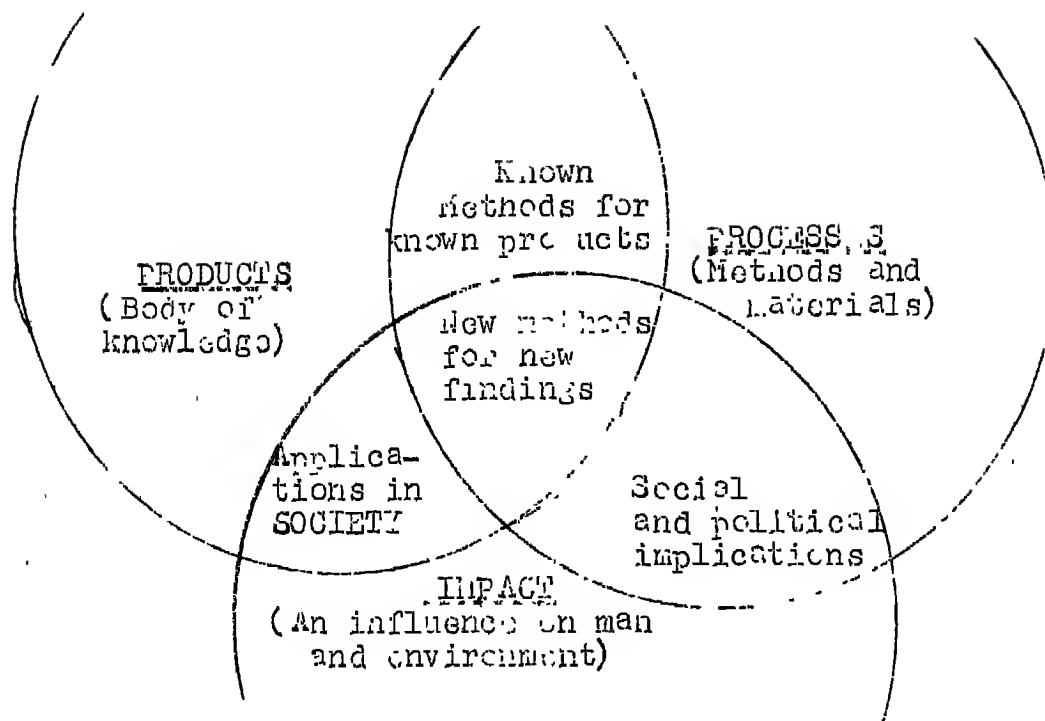 Known
Methods for
known products
PROCESSES
(Methods and
materials)
PRODUCTS
(Body of
knowledge)
New methods
for new
findings
Applica-
tions in
SOCIETY
Social
and political
implications
IMPACT
(An influence on man
and environment)